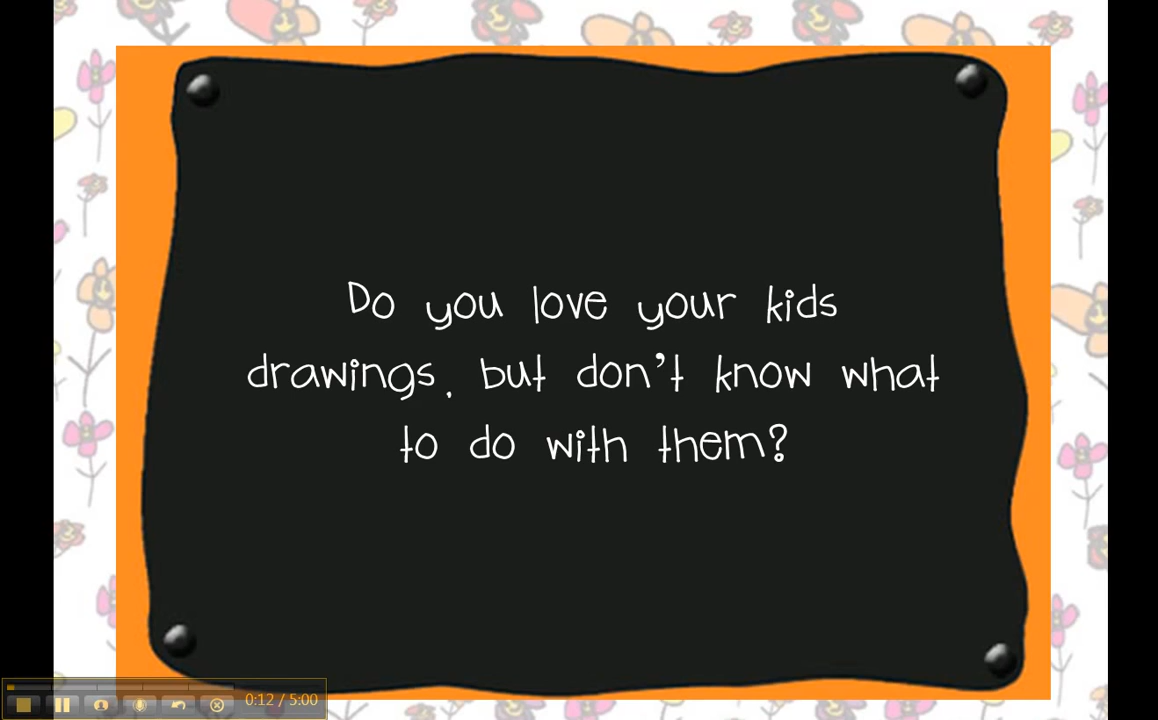 Do you love your kids
drawings, but don't know what
to do with them?
0:12 / 5:00